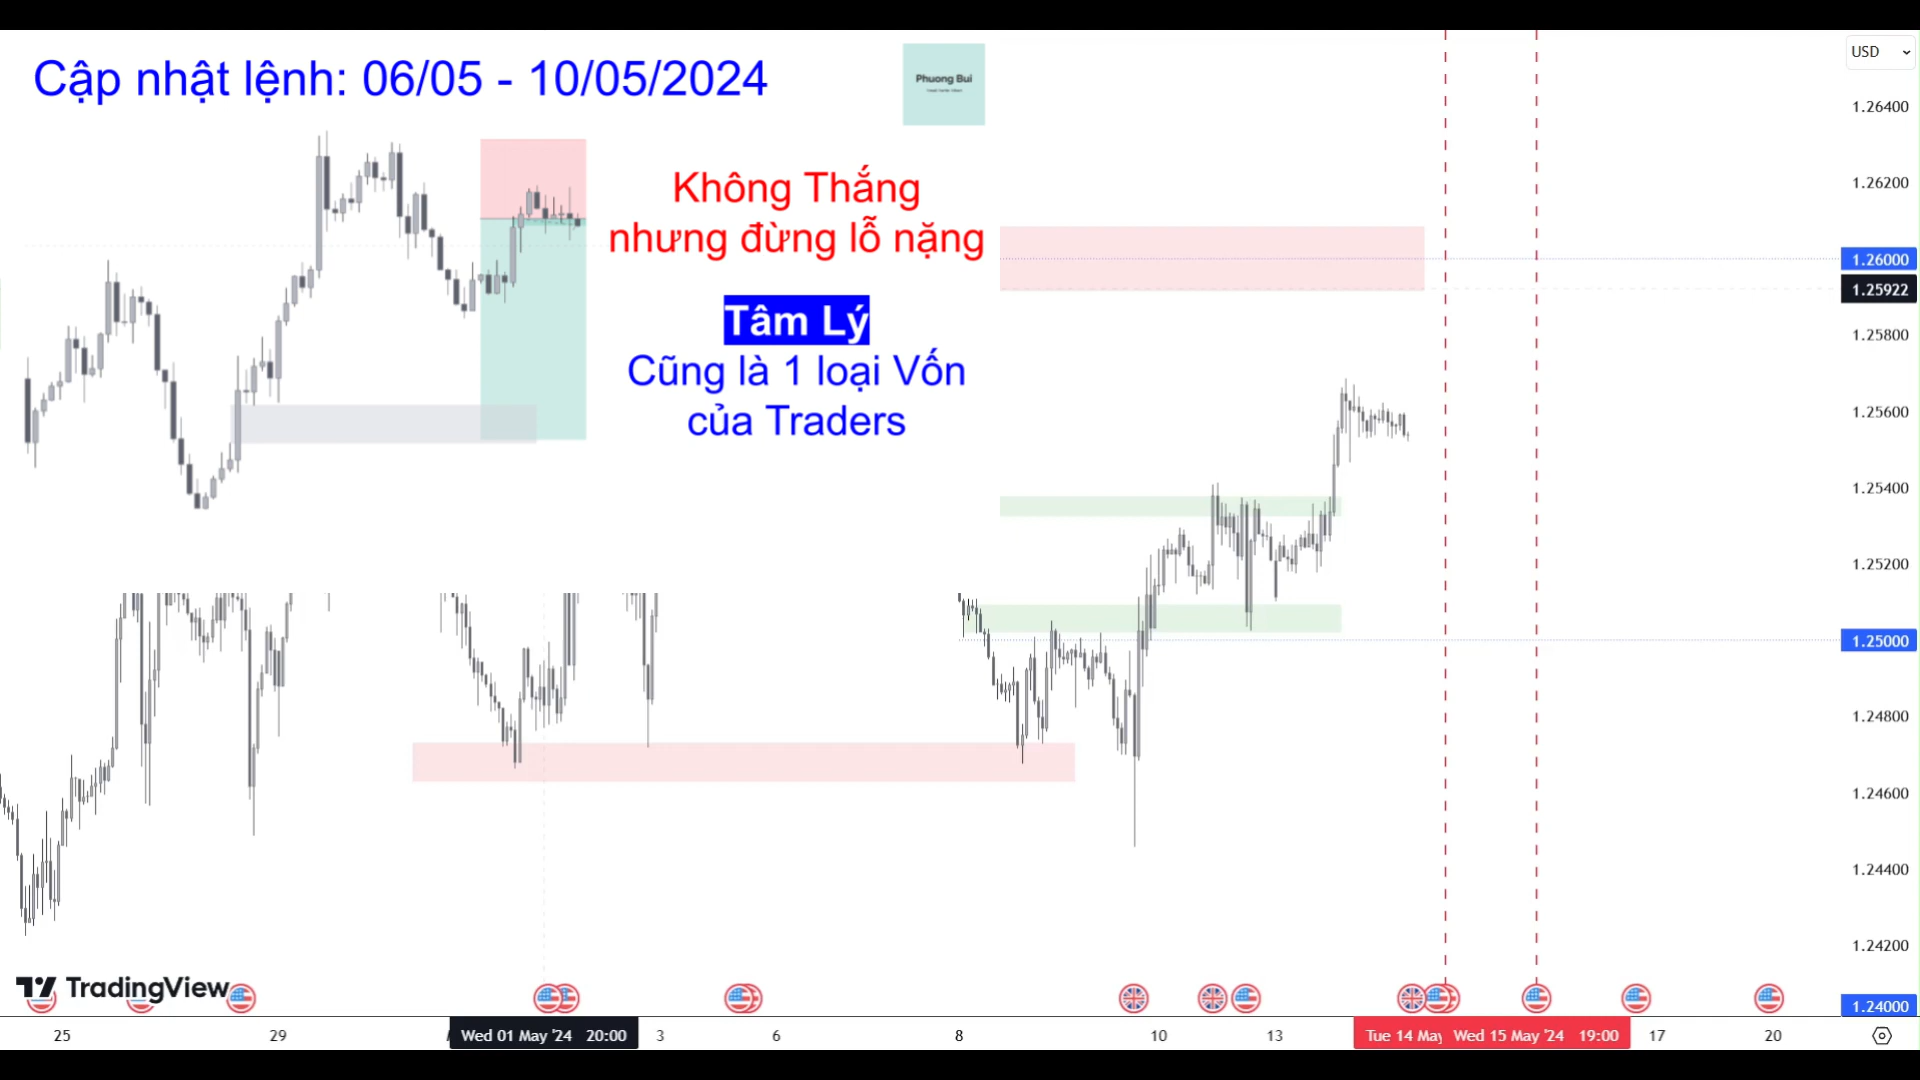 Cập nhật lệnh: 06/05 - 10/05/2024
Phuong Bui
USD
1.26400
Không Thắng
nhưng đừng lỗ nặng
Tâm Lý
Cũng là 1 loại Vốn
của Traders
1.26200
1.26000
1.25922
1.25800
1.25600
1.25400
1.25200
1.25000
1.24800
1.24600
1.24400
1.24200
1.24000
TradingView
25 29 Wed 01 May '24 20:00 3 6 8 10 13 Tue 14 May Wed 15 May '24 19:00 17 20